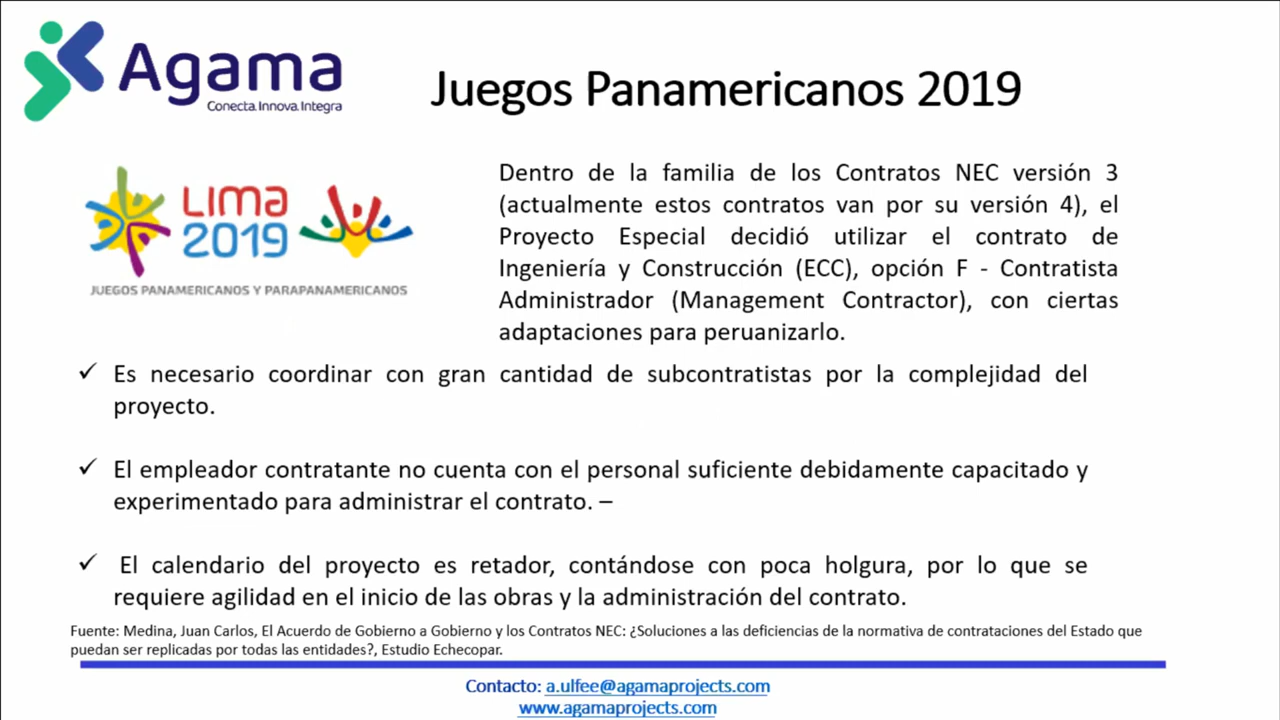 Agama
Conecta. Innova. Integra
Juegos Panamericanos 2019
LIMA
2019
JUEGOS PANAMERICANOS Y PARAPANAMERICANOS
Dentro de la familia de los Contratos NEC versión 3
(actualmente estos contratos van por su versión 4), el
Proyecto Especial decidió utilizar el contrato de
Ingeniería y Construcción (ECC), opción F - Contratista
Administrador (Management Contractor), con ciertas
adaptaciones para peruanizarlo.
✓ Es necesario coordinar con gran cantidad de subcontratistas por la complejidad del
proyecto.
✓ El empleador contratante no cuenta con el personal suficiente debidamente capacitado y
experimentado para administrar el contrato. –
✓ El calendario del proyecto es retador, contándose con poca holgura, por lo que se
requiere agilidad en el inicio de las obras y la administración del contrato.
Fuente: Medina, Juan Carlos, El Acuerdo de Gobierno a Gobierno y los Contratos NEC: ¿Soluciones a las deficiencias de la normativa de contrataciones del Estado que
puedan ser replicadas por todas las entidades?, Estudio Echecopar.
Contacto: a.ulfee@agamaprojects.com
www.agamaprojects.com